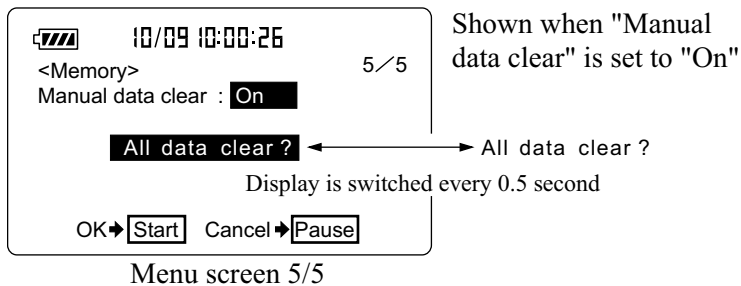 10/09 10:00:26
<Memory>
5/5
Manual data clear : On
All data clear ?
OK Start Cancel Pause
Shown when "Manual
data clear" is set to "On"
All data clear ?
Display is switched every 0.5 second
Menu screen 5/5